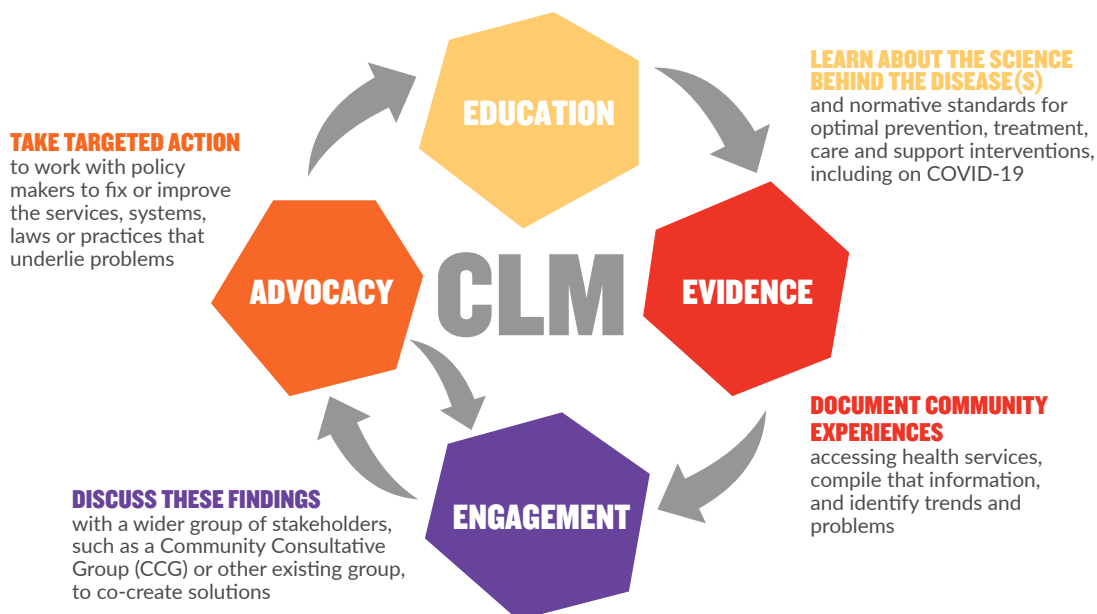 EDUCATION
LEARN ABOUT THE SCIENCE
BEHIND THE DISEASE(S)
and normative standards for
optimal prevention, treatment,
care and support interventions,
including on COVID-19
TAKE TARGETED ACTION
to work with policy
makers to fix or improve
the services, systems,
laws or practices that
underlie problems
ADVOCACY
CLM
EVIDENCE
DOCUMENT COMMUNITY
EXPERIENCES
accessing health services,
compile that information,
and identify trends and
problems
ENGAGEMENT
DISCUSS THESE FINDINGS
with a wider group of stakeholders,
such as a Community Consultative
Group (CCG) or other existing group,
to co-create solutions